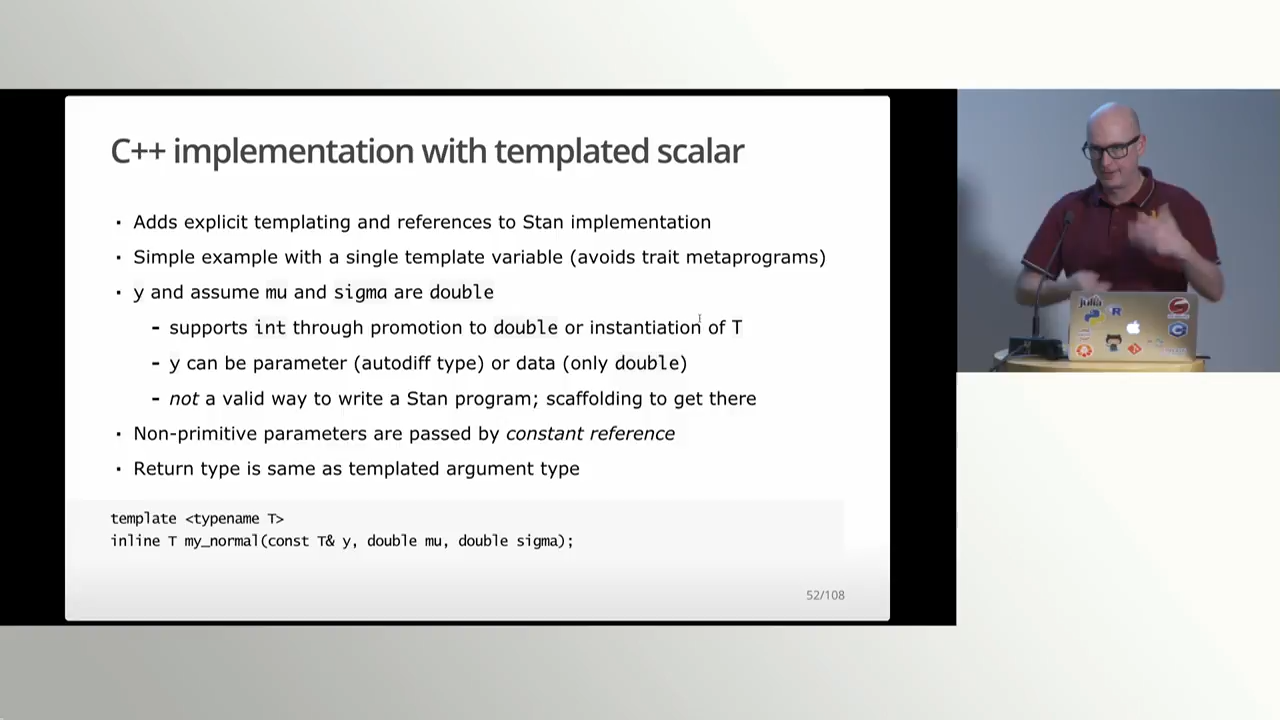 C++ implementation with templated scalar
· Adds explicit templating and references to Stan implementation
· Simple example with a single template variable (avoids trait metaprograms)
· y and assume mu and sigma are double
- supports int through promotion to double or instantiation of T
- y can be parameter (autodiff type) or data (only double)
- not a valid way to write a Stan program; scaffolding to get there
· Non-primitive parameters are passed by constant reference
· Return type is same as templated argument type
template <typename T>
inline T my_normal(const T& y, double mu, double sigma);
52/108
julia
R